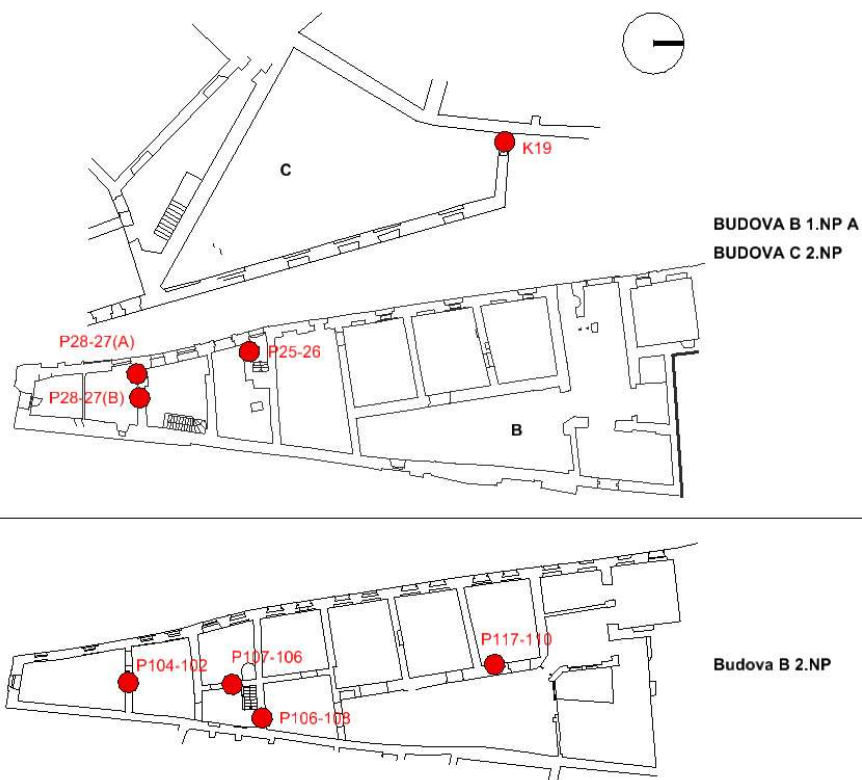 C
K19
BUDOVA B 1.NP A
BUDOVA C 2.NP
P28-27(A)
P25-26
P28-27(B)
B
P104-102
P107-106
P117-110
Budova B 2.NP
P106-108